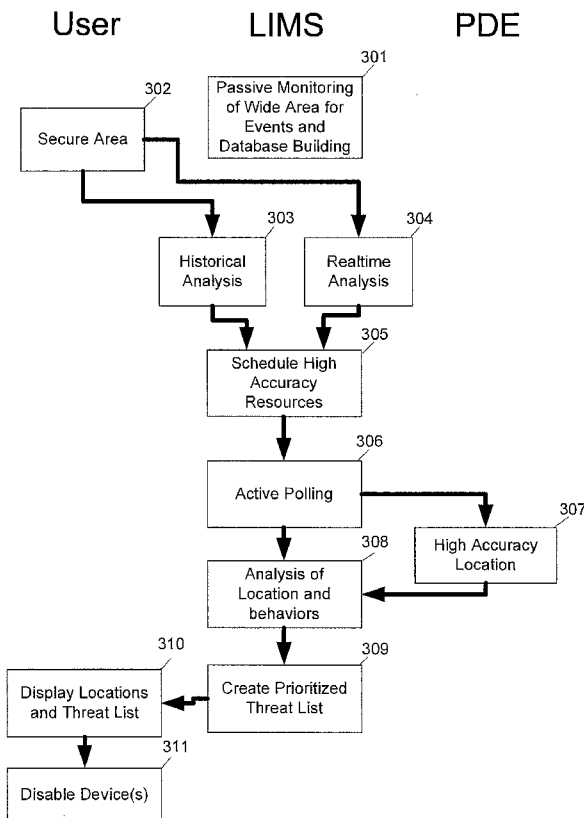 User
LIMS
PDE
301
Passive Monitoring
of Wide Area for
Events and
Database Building
302
Secure Area
303
Historical
Analysis
304
Realtime
Analysis
305
Schedule High
Accuracy
Resources
306
Active Polling
307
High Accuracy
Location
308
Analysis of
Location and
behaviors
309
Create Prioritized
Threat List
310
Display Locations
and Threat List
311
Disable Device(s)